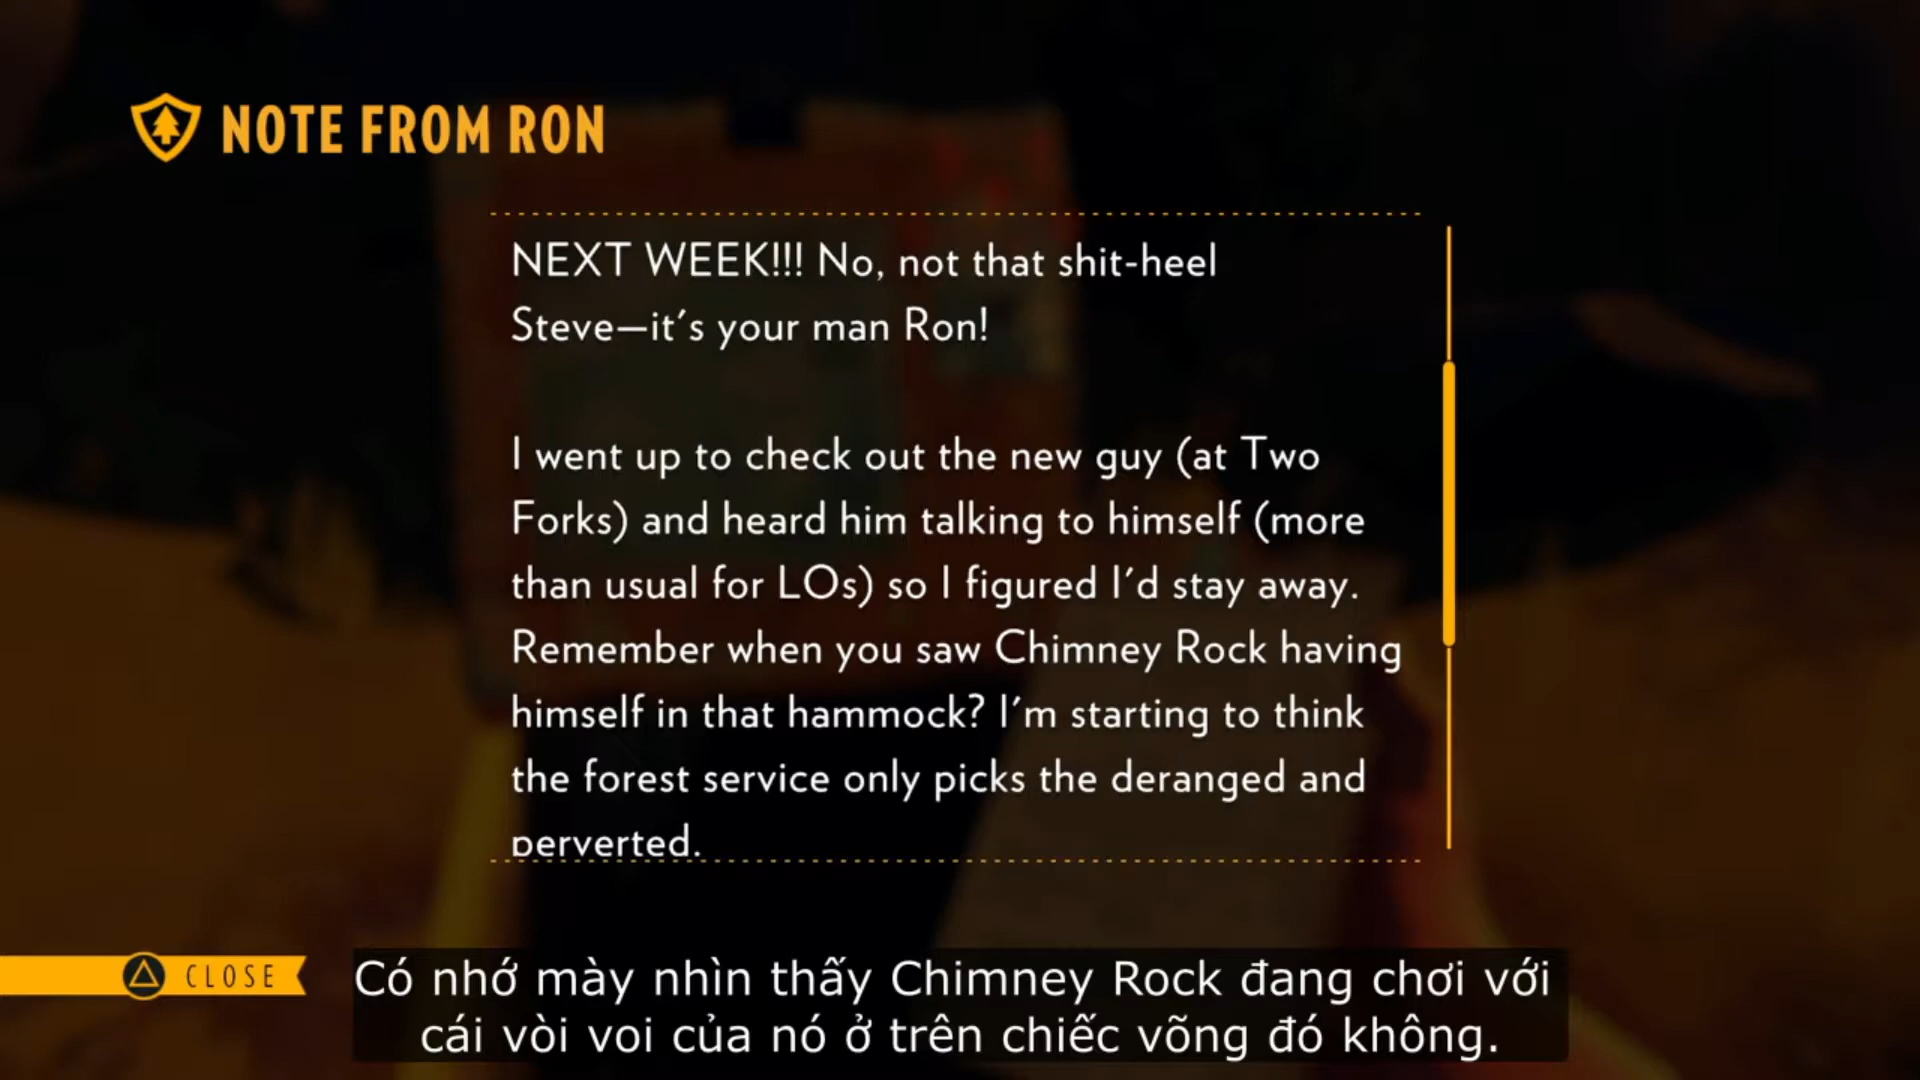 NOTE FROM RON
NEXT WEEK!!! No, not that shit-heel
Steve—it's your man Ron!
I went up to check out the new guy (at Two
Forks) and heard him talking to himself (more
than usual for LOs) so I figured I'd stay away.
Remember when you saw Chimney Rock having
himself in that hammock? I'm starting to think
the forest service only picks the deranged and
perverted.
CLOSE
Có nhớ mày nhìn thấy Chimney Rock đang chơi với
cái vòi voi của nó ở trên chiếc võng đó không.